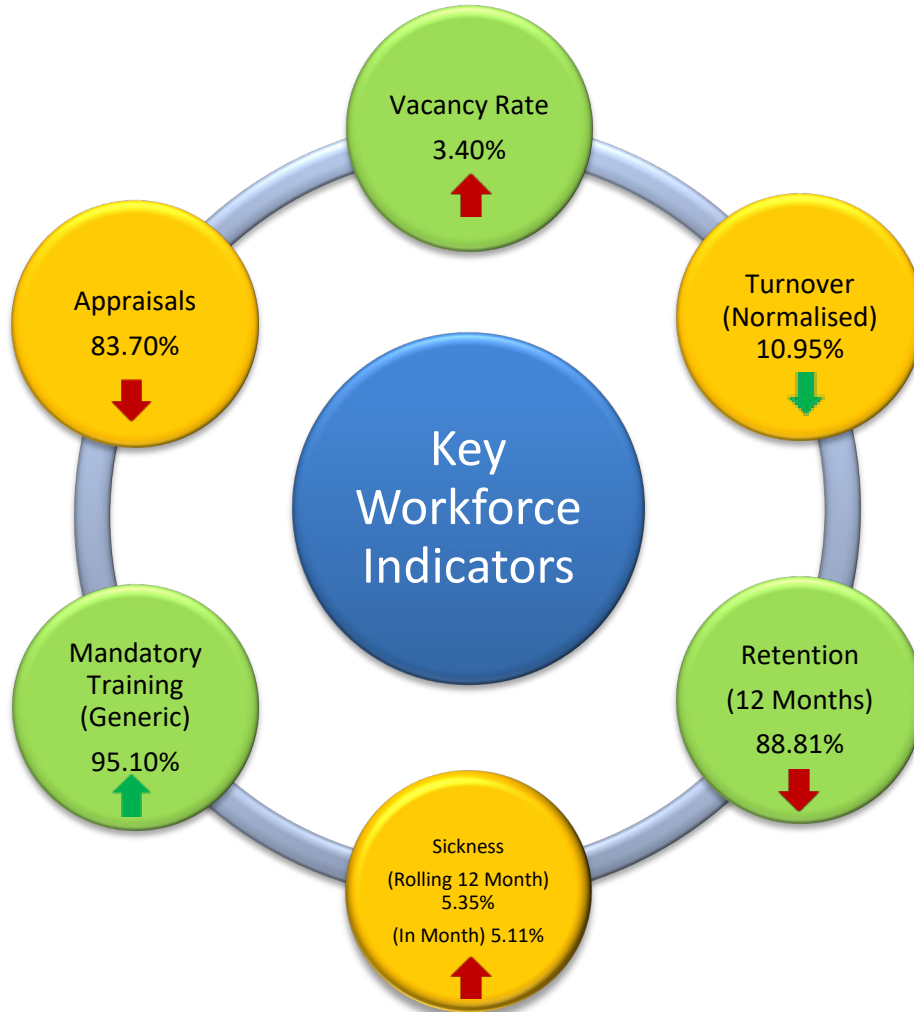 Vacancy Rate
3.40%
Turnover
(Normalised)
10.95%
Retention
(12 Months)
88.81%
Sickness
(Rolling 12 Month)
5.35%
(In Month) 5.11%
Mandatory
Training
(Generic)
95.10%
Appraisals
83.70%
Key
Workforce
Indicators